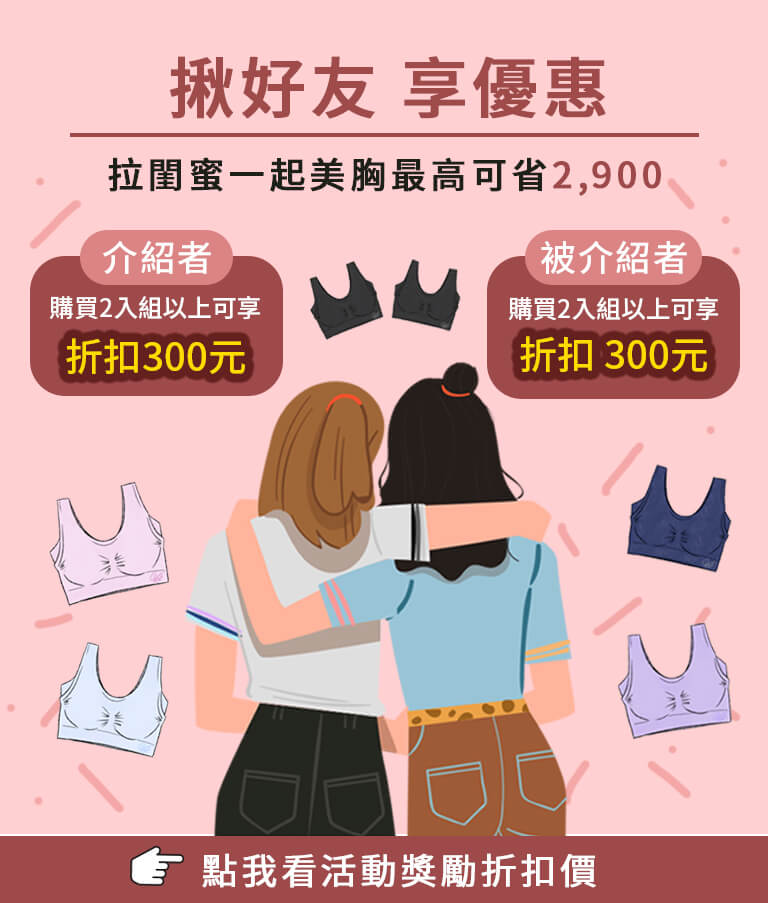 揪好友 享優惠
拉閨蜜一起美胸最高可省2,900
介紹者
購買2入組以上可享
折扣300元
被介紹者
購買2入組以上可享
折扣 300元
點我看活動獎勵折扣價